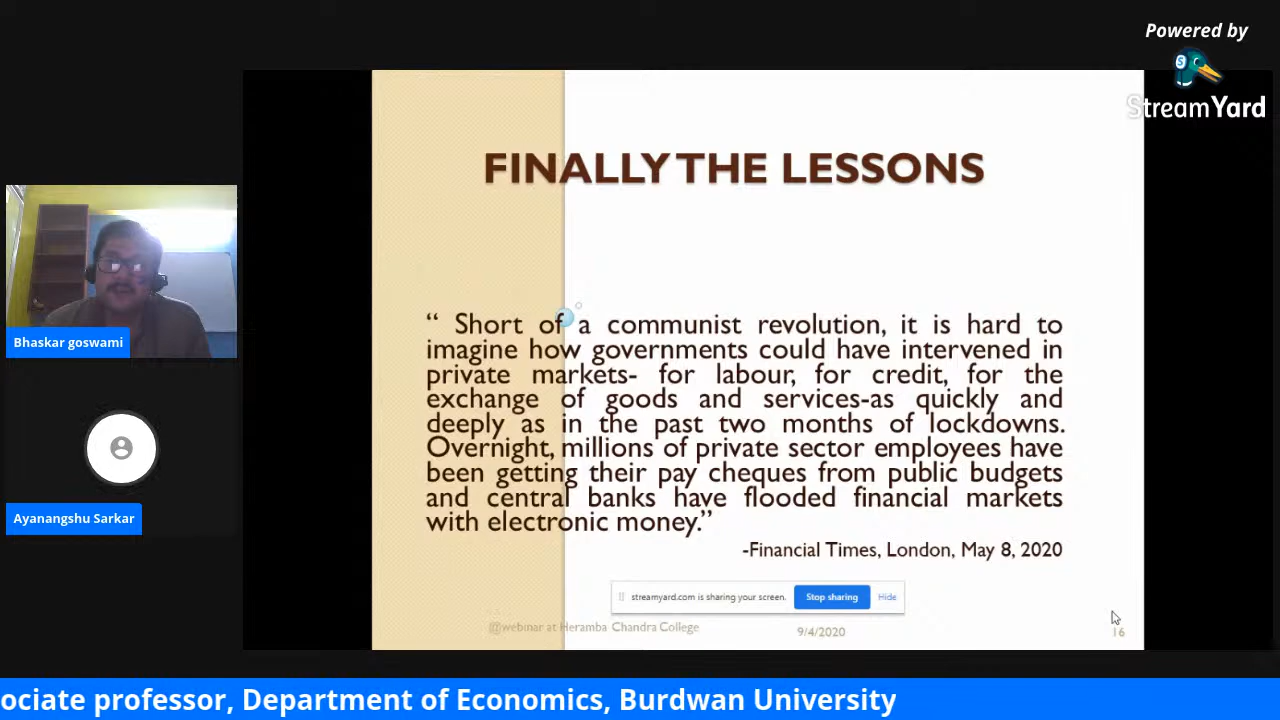 Powered by
StreamYard
FINALLY THE LESSONS
“ Short of a communist revolution, it is hard to
imagine how governments could have intervened in
private markets- for labour, for credit, for the
exchange of goods and services-as quickly and
deeply as in the past two months of lockdowns.
Overnight, millions of private sector employees have
been getting their pay cheques from public budgets
and central banks have flooded financial markets
with electronic money.”
-Financial Times, London, May 8, 2020
Bhaskar goswami
Ayanangshu Sarkar
streamyard.com is sharing your screen.
Stop sharing
Hide
@webinar at Heramba Chandra College
9/4/2020
16
ociate professor, Department of Economics, Burdwan University